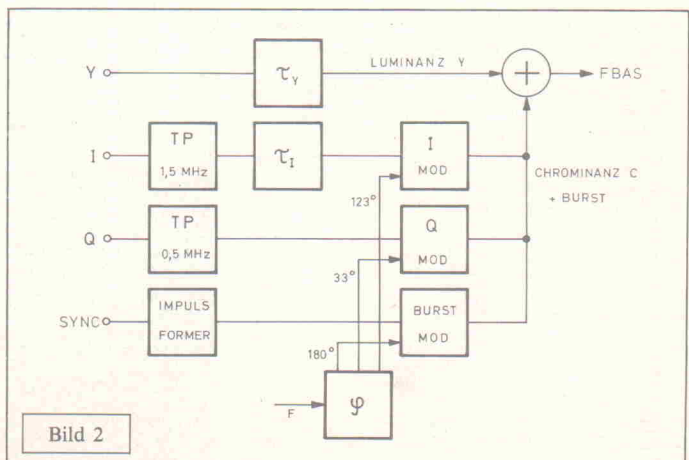 Y
τY
LUMINANZ Y
+
FBAS
I
TP
1,5 MHz
τI
I
MOD
CHROMINANZ C
+ BURST
123°
Q
TP
0,5 MHz
Q
MOD
33°
SYNC
IMPULS
FORMER
BURST
MOD
180°
F
φ
Bild 2